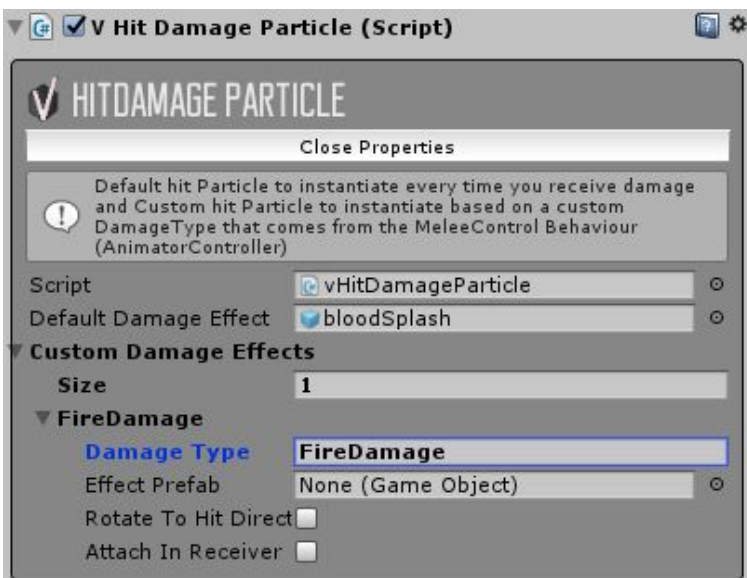 V Hit Damage Particle (Script)
HITDAMAGE PARTICLE
Close Properties
Default hit Particle to instantiate every time you receive damage
and Custom hit Particle to instantiate based on a custom
DamageType that comes from the MeleeControl Behaviour
(AnimatorController)
Script vHitDamageParticle
Default Damage Effect bloodSplash
Custom Damage Effects
Size 1
FireDamage
Damage Type FireDamage
Effect Prefab None (Game Object)
Rotate To Hit Direct
Attach In Receiver